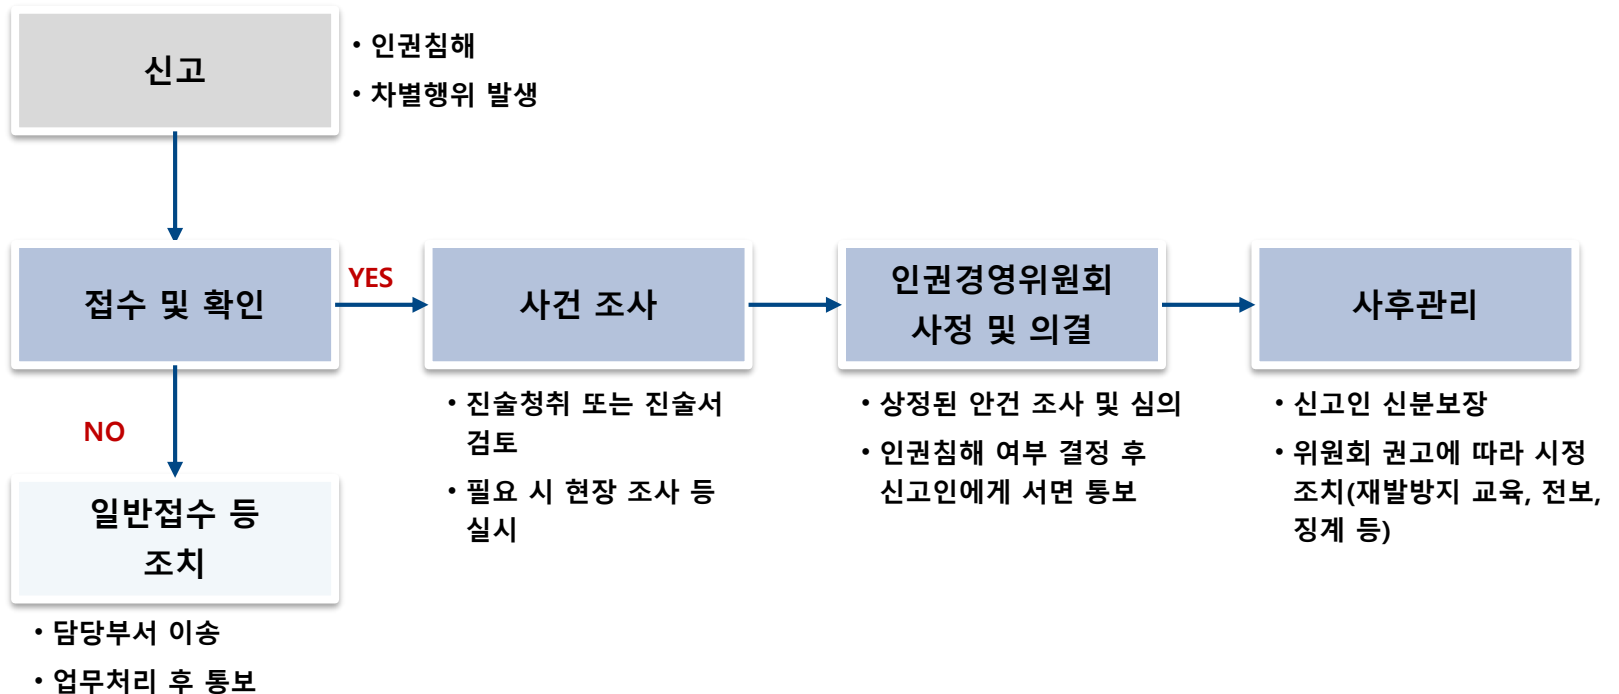 신고
• 인권침해
• 차별행위 발생
접수 및 확인
YES
사건 조사
인권경영위원회
사정 및 의결
사후관리
NO
• 진술청취 또는 진술서
검토
• 필요 시 현장 조사 등
실시
• 상정된 안건 조사 및 심의
• 인권침해 여부 결정 후
신고인에게 서면 통보
• 신고인 신분보장
• 위원회 권고에 따라 시정
조치(재발방지 교육, 전보,
징계 등)
일반접수 등
조치
• 담당부서 이송
• 업무처리 후 통보